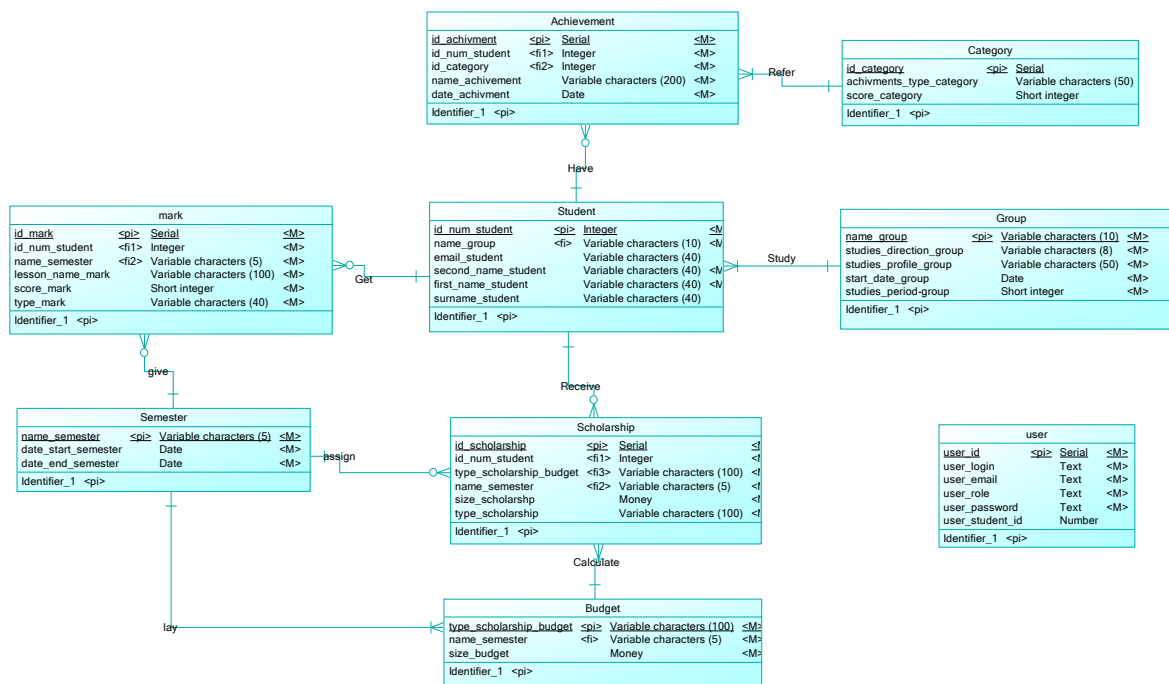 Achievement
id_achivment <pi> Serial <M>
id_num_student <fi1> Integer <M>
id_category <fi2> Integer <M>
name_achivement Variable characters (200) <M>
date_achivment Date <M>
Identifier_1 <pi>
Refer
Category
id_category <pi> Serial
achivments_type_category Variable characters (50)
score_category Short integer
Identifier_1 <pi>
Have
mark
id_mark <pi> Serial <M>
id_num_student <fi1> Integer <M>
name_semester <fi2> Variable characters (5) <M>
lesson_name_mark Variable characters (100) <M>
score_mark Short integer <M>
type_mark Variable characters (40) <M>
Identifier_1 <pi>
Get
Student
id_num_student <pi> Integer <M
name_group <fi> Variable characters (10) <M
email_student Variable characters (40)
second_name_student Variable characters (40) <M
first_name_student Variable characters (40) <M
surname_student Variable characters (40)
Identifier_1 <pi>
Study
Group
name_group <pi> Variable characters (10) <M>
studies_direction_group Variable characters (8) <M>
studies_profile_group Variable characters (50) <M>
start_date_group Date <M>
studies_period-group Short integer <M>
Identifier_1 <pi>
give
Receive
Semester
name_semester <pi> Variable characters (5) <M>
date_start_semester Date <M>
date_end_semester Date <M>
Identifier_1 <pi>
assign
Scholarship
id_scholarship <pi> Serial
id_num_student <fi1> Integer
type_scholarship_budget <fi3> Variable characters (100)
name_semester <fi2> Variable characters (5)
size_scholarshp Money
type_scholarship Variable characters (100)
Identifier_1 <pi>
user
user_id <pi> Serial <M>
user_login Text <M>
user_email Text <M>
user_role Text <M>
user_password Text <M>
user_student_id Number
Identifier_1 <pi>
Calculate
lay
Budget
type_scholarship_budget <pi> Variable characters (100) <M>
name_semester <fi> Variable characters (5) <M>
size_budget Money <M>
Identifier_1 <pi>